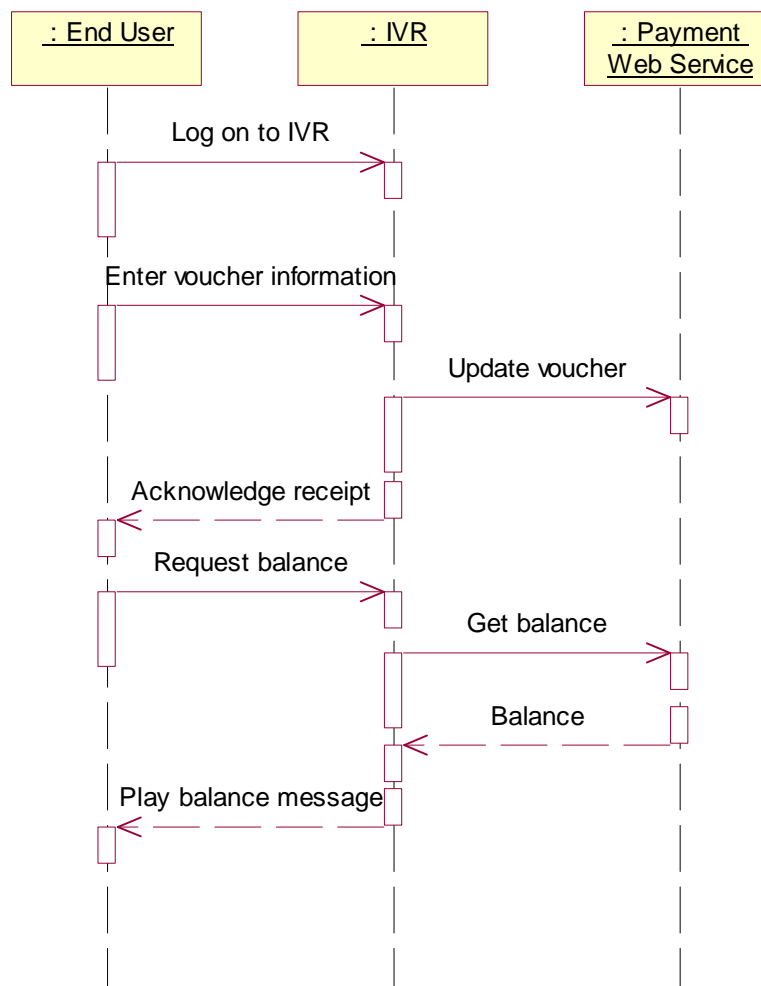 : End User
: IVR
: Payment
Web Service
Log on to IVR
Enter voucher information
Update voucher
Acknowledge receipt
Request balance
Get balance
Balance
Play balance message